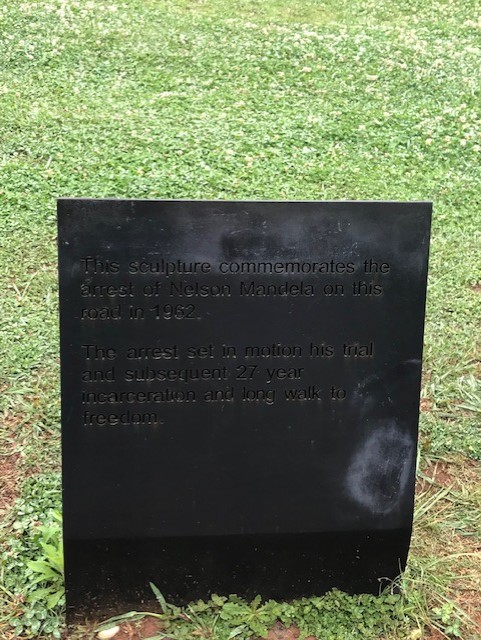 This sculpture commemorates the
arrest of Nelson Mandela on this
road in 1962.
The arrest set in motion his trial
and subsequent 27 year
incarceration and long walk to
freedom.